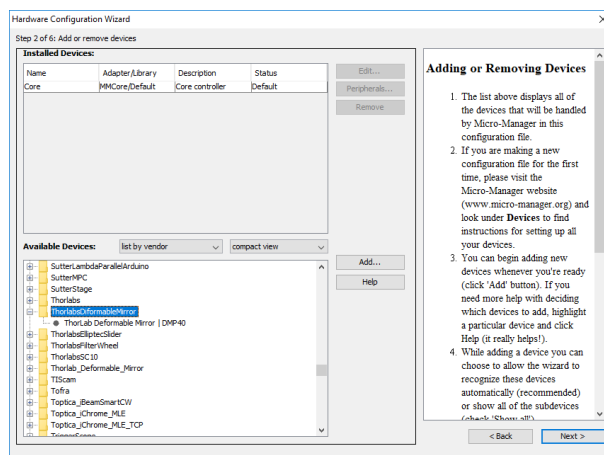 Hardware Configuration Wizard
Step 2 of 6: Add or remove devices
Installed Devices:
Name Adapter/Library Description Status
Core MMCore/Default Core controller Default
Edit...
Peripherals...
Remove
Available Devices: list by vendor compact view
SutterLambdaParallelArduino
SutterMPC
SutterStage
Thorlabs
ThorlabsDiformableMirror
ThorLab Deformable Mirror | DMP40
ThorlabsElliptecSlider
ThorlabsFilterWheel
ThorlabsSC10
Thorlab_Deformable_Mirror
TIScam
Tofra
Toptica_iBeamSmartCW
Toptica_iChrome_MLE
Toptica_iChrome_MLE_TCP
TriggerScope
Add...
Help
Adding or Removing Devices
1. The list above displays all of
the devices that will be handled
by Micro-Manager in this
configuration file.
2. If you are making a new
configuration file for the first
time, please visit the
Micro-Manager website
(www.micro-manager.org) and
look under Devices to find
instructions for setting up all
your devices.
3. You can begin adding new
devices whenever you're ready
(click 'Add' button). If you
need more help with deciding
which devices to add, highlight
a particular device and click
Help (it really helps!).
4. While adding a device you can
choose to allow the wizard to
recognize these devices
automatically (recommended)
or show all of the subdevices
(check 'Show all')
< Back
Next >